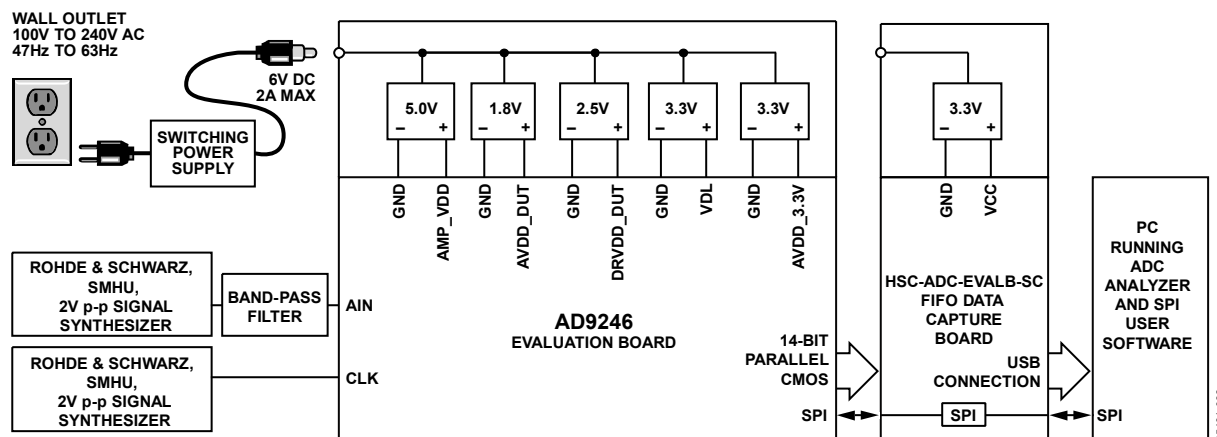 WALL OUTLET
100V TO 240V AC
47Hz TO 63Hz
6V DC
2A MAX
SWITCHING
POWER
SUPPLY
5.0V
– +
1.8V
– +
2.5V
– +
3.3V
– +
3.3V
– +
3.3V
– +
GND
AMP_VDD
GND
AVDD_DUT
GND
DRVDD_DUT
GND
VDL
GND
AVDD_3.3V
GND
VCC
ROHDE & SCHWARZ,
SMHU,
2V p-p SIGNAL
SYNTHESIZER
BAND-PASS
FILTER
AIN
ROHDE & SCHWARZ,
SMHU,
2V p-p SIGNAL
SYNTHESIZER
CLK
AD9246
EVALUATION BOARD
14-BIT
PARALLEL
CMOS
SPI
HSC-ADC-EVALB-SC
FIFO DATA
CAPTURE
BOARD
USB
CONNECTION
SPI
PC
RUNNING
ADC
ANALYZER
AND SPI
USER
SOFTWARE
SPI